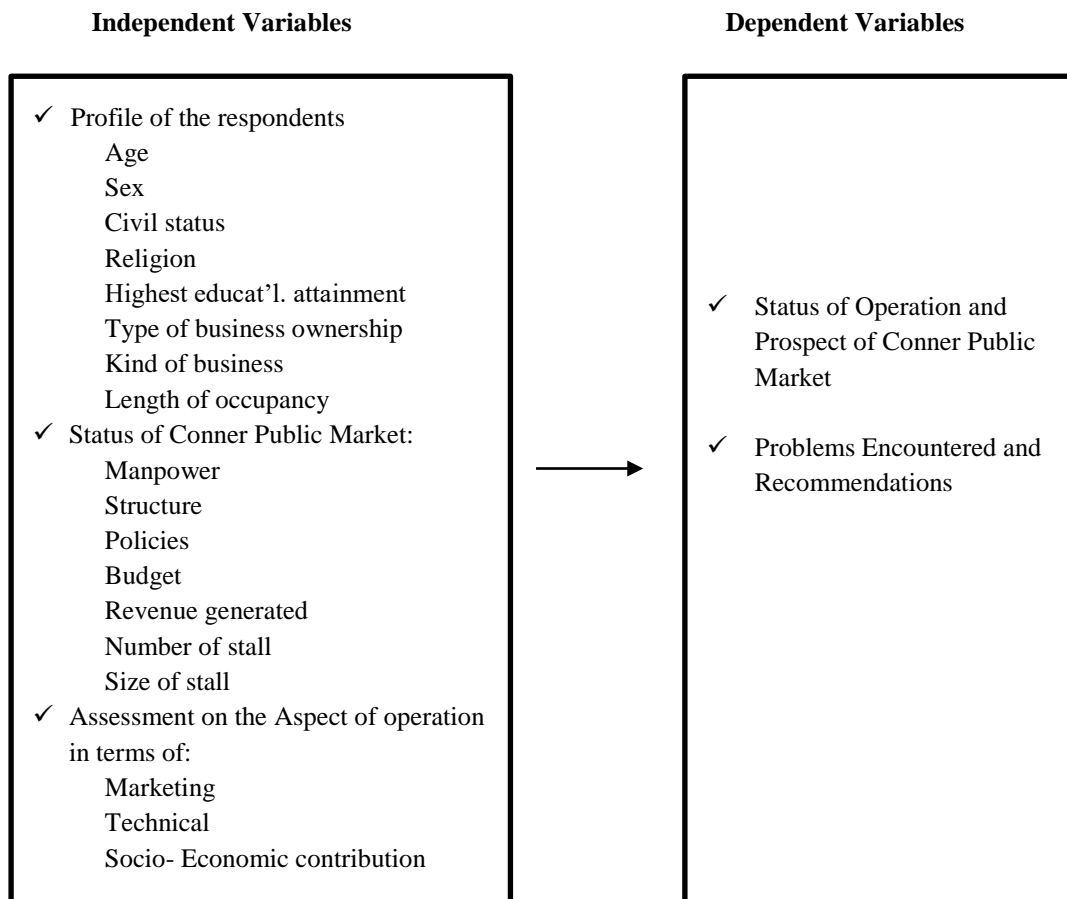 Independent Variables
Dependent Variables
✓ Profile of the respondents
Age
Sex
Civil status
Religion
Highest educat’l. attainment
Type of business ownership
Kind of business
Length of occupancy
✓ Status of Conner Public Market:
Manpower
Structure
Policies
Budget
Revenue generated
Number of stall
Size of stall
✓ Assessment on the Aspect of operation
in terms of:
Marketing
Technical
Socio- Economic contribution
✓ Status of Operation and
Prospect of Conner Public
Market
✓ Problems Encountered and
Recommendations